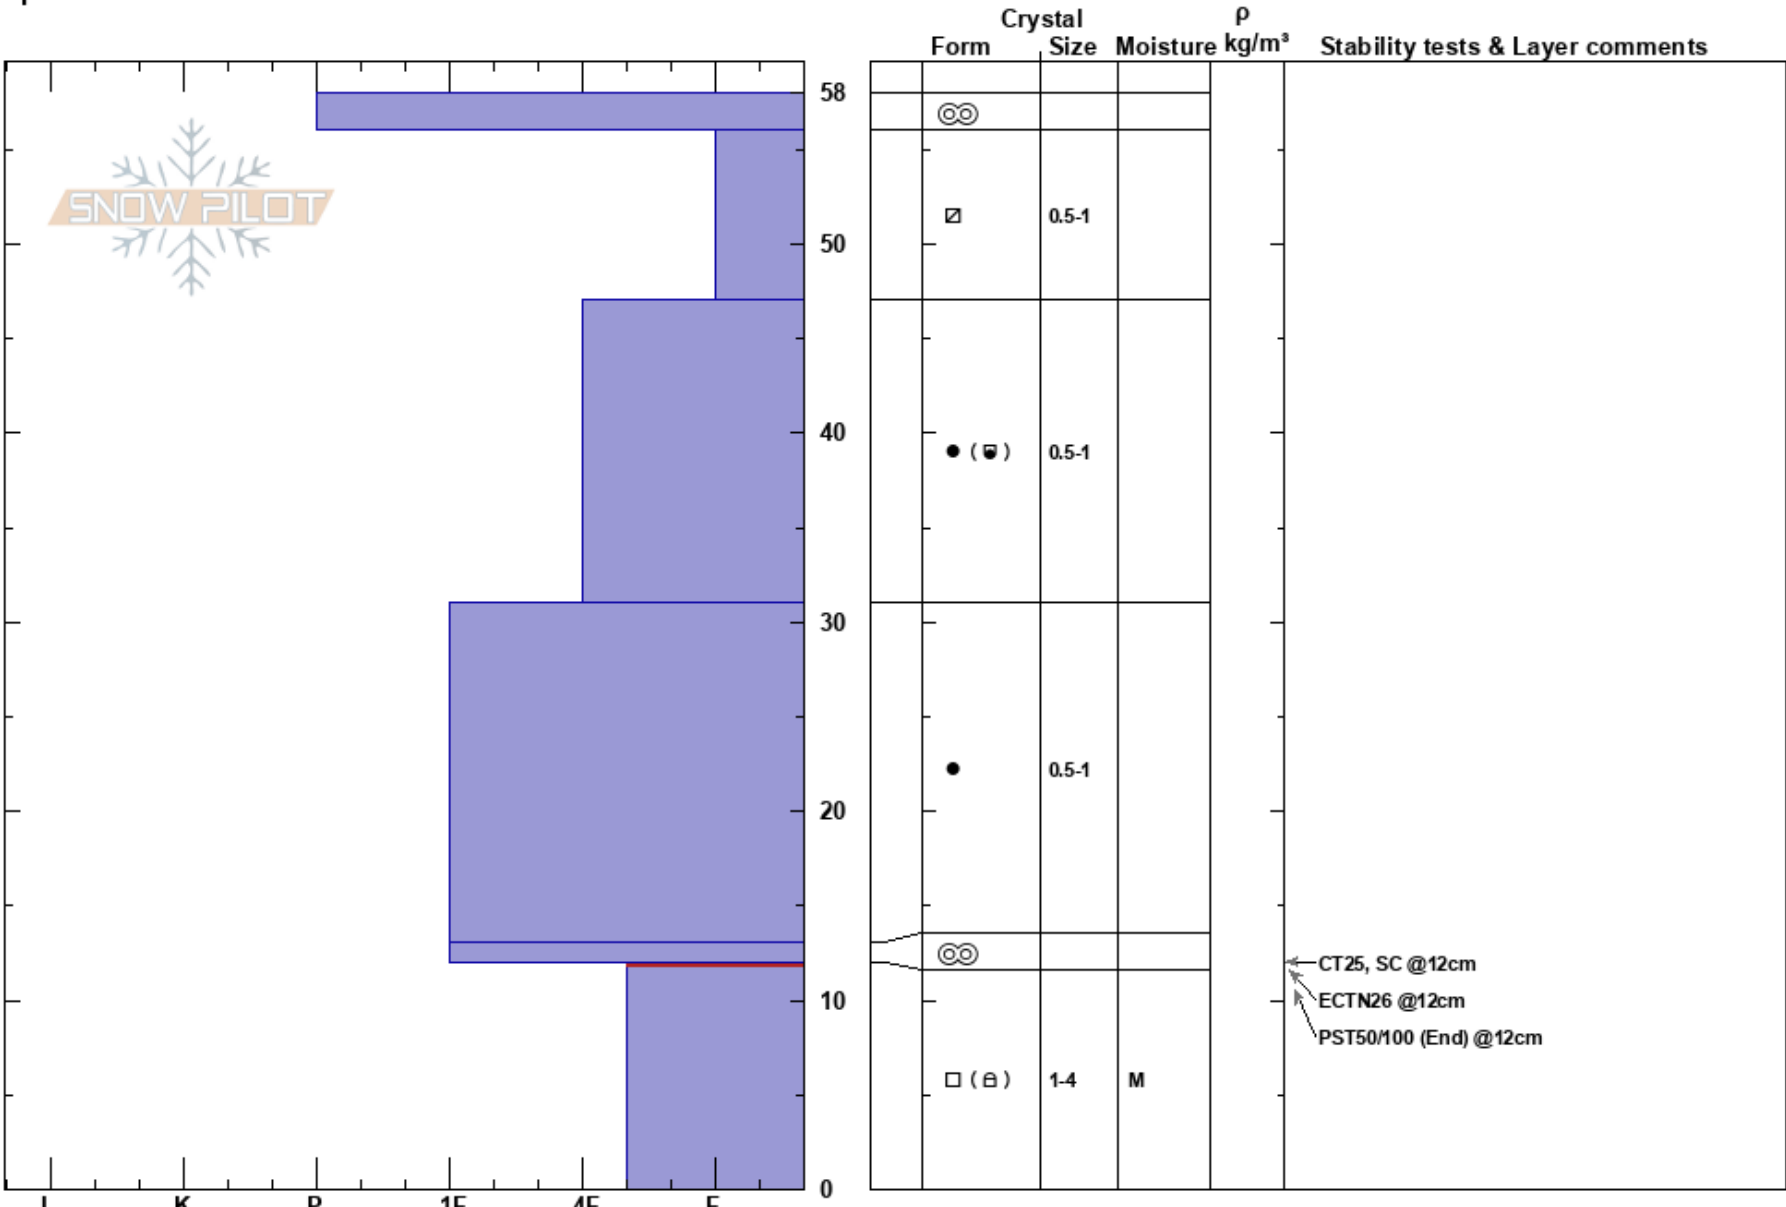 Crystal
ρ
Form Size Moisture kg/m³ Stability tests & Layer comments
58
SNOW PILOT
0.5-1
50
40
0.5-1
30
0.5-1
20
CT25, SC @12cm
10
ECTN26 @12cm
PST50/100 (End) @12cm
1-4 M
0
I K P 1F 4F F